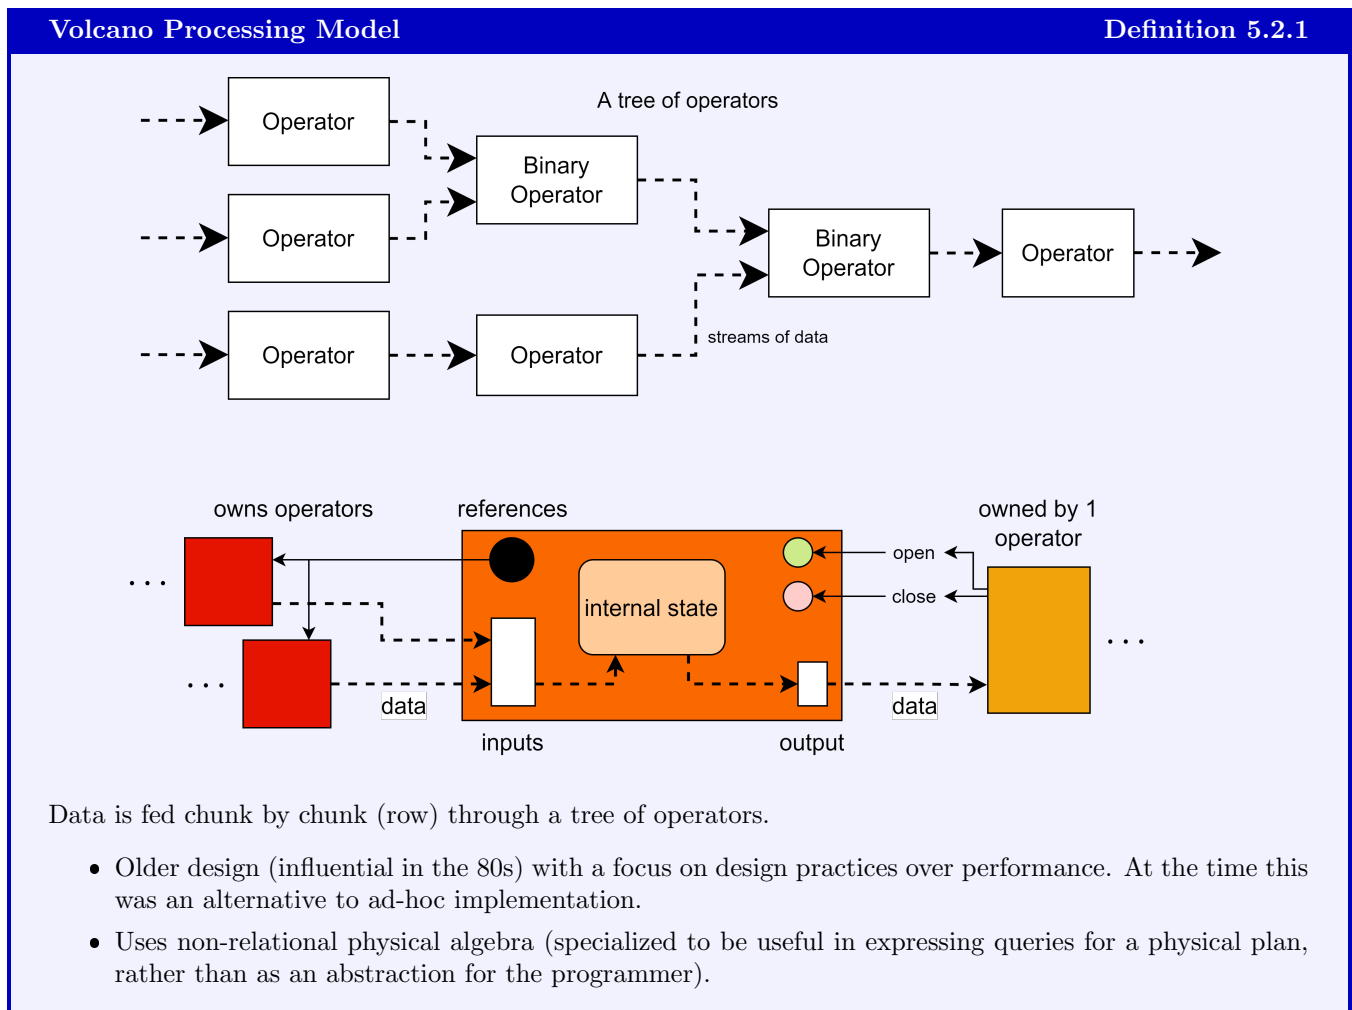 Volcano Processing Model Definition 5.2.1
A tree of operators
Operator
Binary
Operator
Operator
Binary
Operator
Operator
streams of data
Operator
Operator
owns operators
references
owned by 1
operator
open
internal state
close
...
...
...
data
data
inputs
output
Data is fed chunk by chunk (row) through a tree of operators.
• Older design (influential in the 80s) with a focus on design practices over performance. At the time this
was an alternative to ad-hoc implementation.
• Uses non-relational physical algebra (specialized to be useful in expressing queries for a physical plan,
rather than as an abstraction for the programmer).